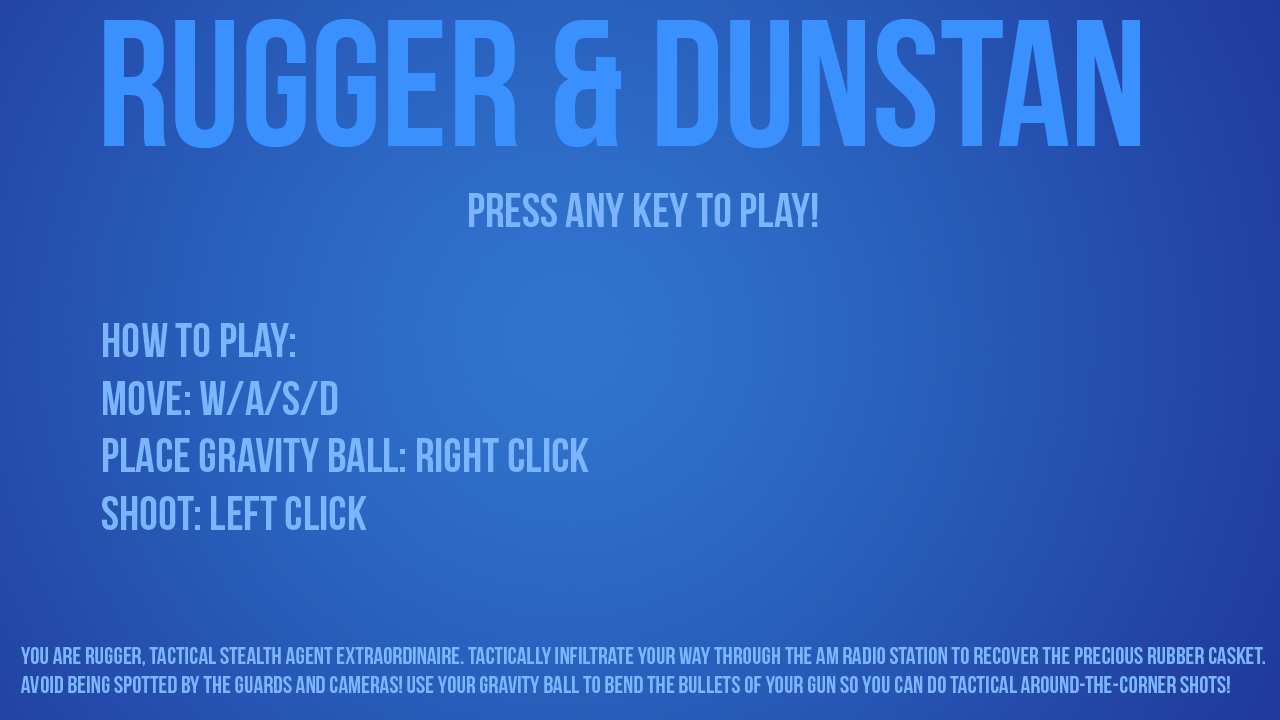 RUGGER & DUNSTAN
PRESS ANY KEY TO PLAY!
HOW TO PLAY:
MOVE: W/A/S/D
PLACE GRAVITY BALL: RIGHT CLICK
SHOOT: LEFT CLICK
YOU ARE RUGGER, TACTICAL STEALTH AGENT EXTRAORDINAIRE. TACTICALLY INFILTRATE YOUR WAY THROUGH THE AM RADIO STATION TO RECOVER THE PRECIOUS RUBBER CASKET.
AVOID BEING SPOTTED BY THE GUARDS AND CAMERAS! USE YOUR GRAVITY BALL TO BEND THE BULLETS OF YOUR GUN SO YOU CAN DO TACTICAL AROUND-THE-CORNER SHOTS!